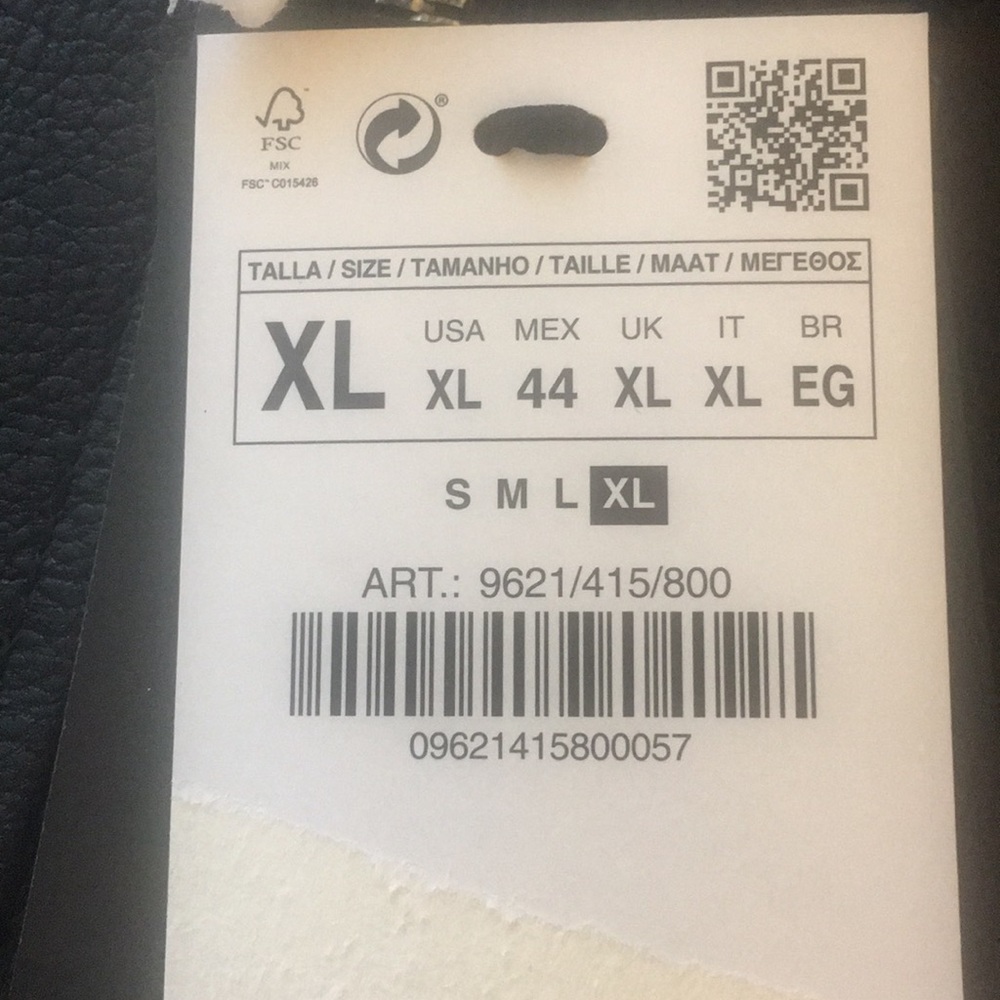 FSC
MIX
FSC™ C015426
®
TALLA / SIZE / TAMANHO / TAILLE / MAAT / ΜΕΓΕΘΟΣ
XL
USA MEX UK IT BR
XL 44 XL XL EG
S M L XL
ART.: 9621/415/800
09621415800057